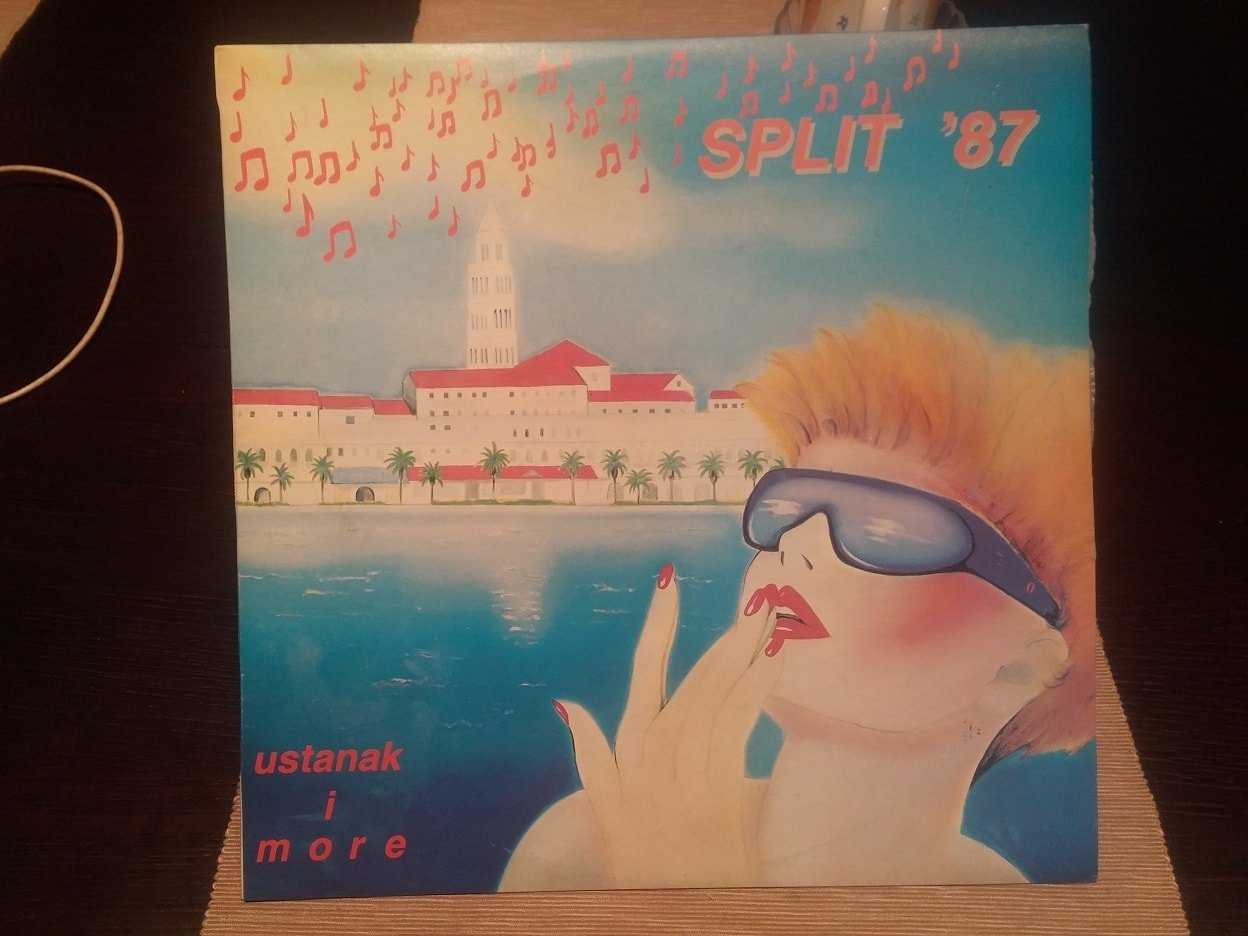 SPLIT '87
ustanak
i
more